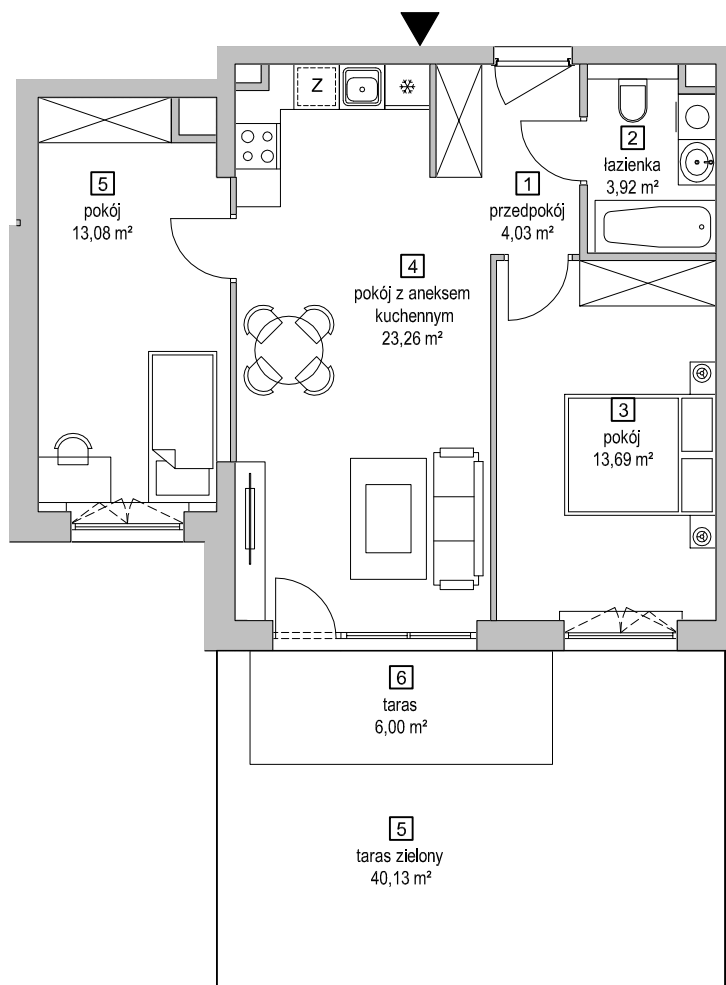 Z
2
łazienka
3,92 m²
1
przedpokój
4,03 m²
5
pokój
13,08 m²
4
pokój z aneksem
kuchennym
23,26 m²
3
pokój
13,69 m²
6
taras
6,00 m²
5
taras zielony
40,13 m²